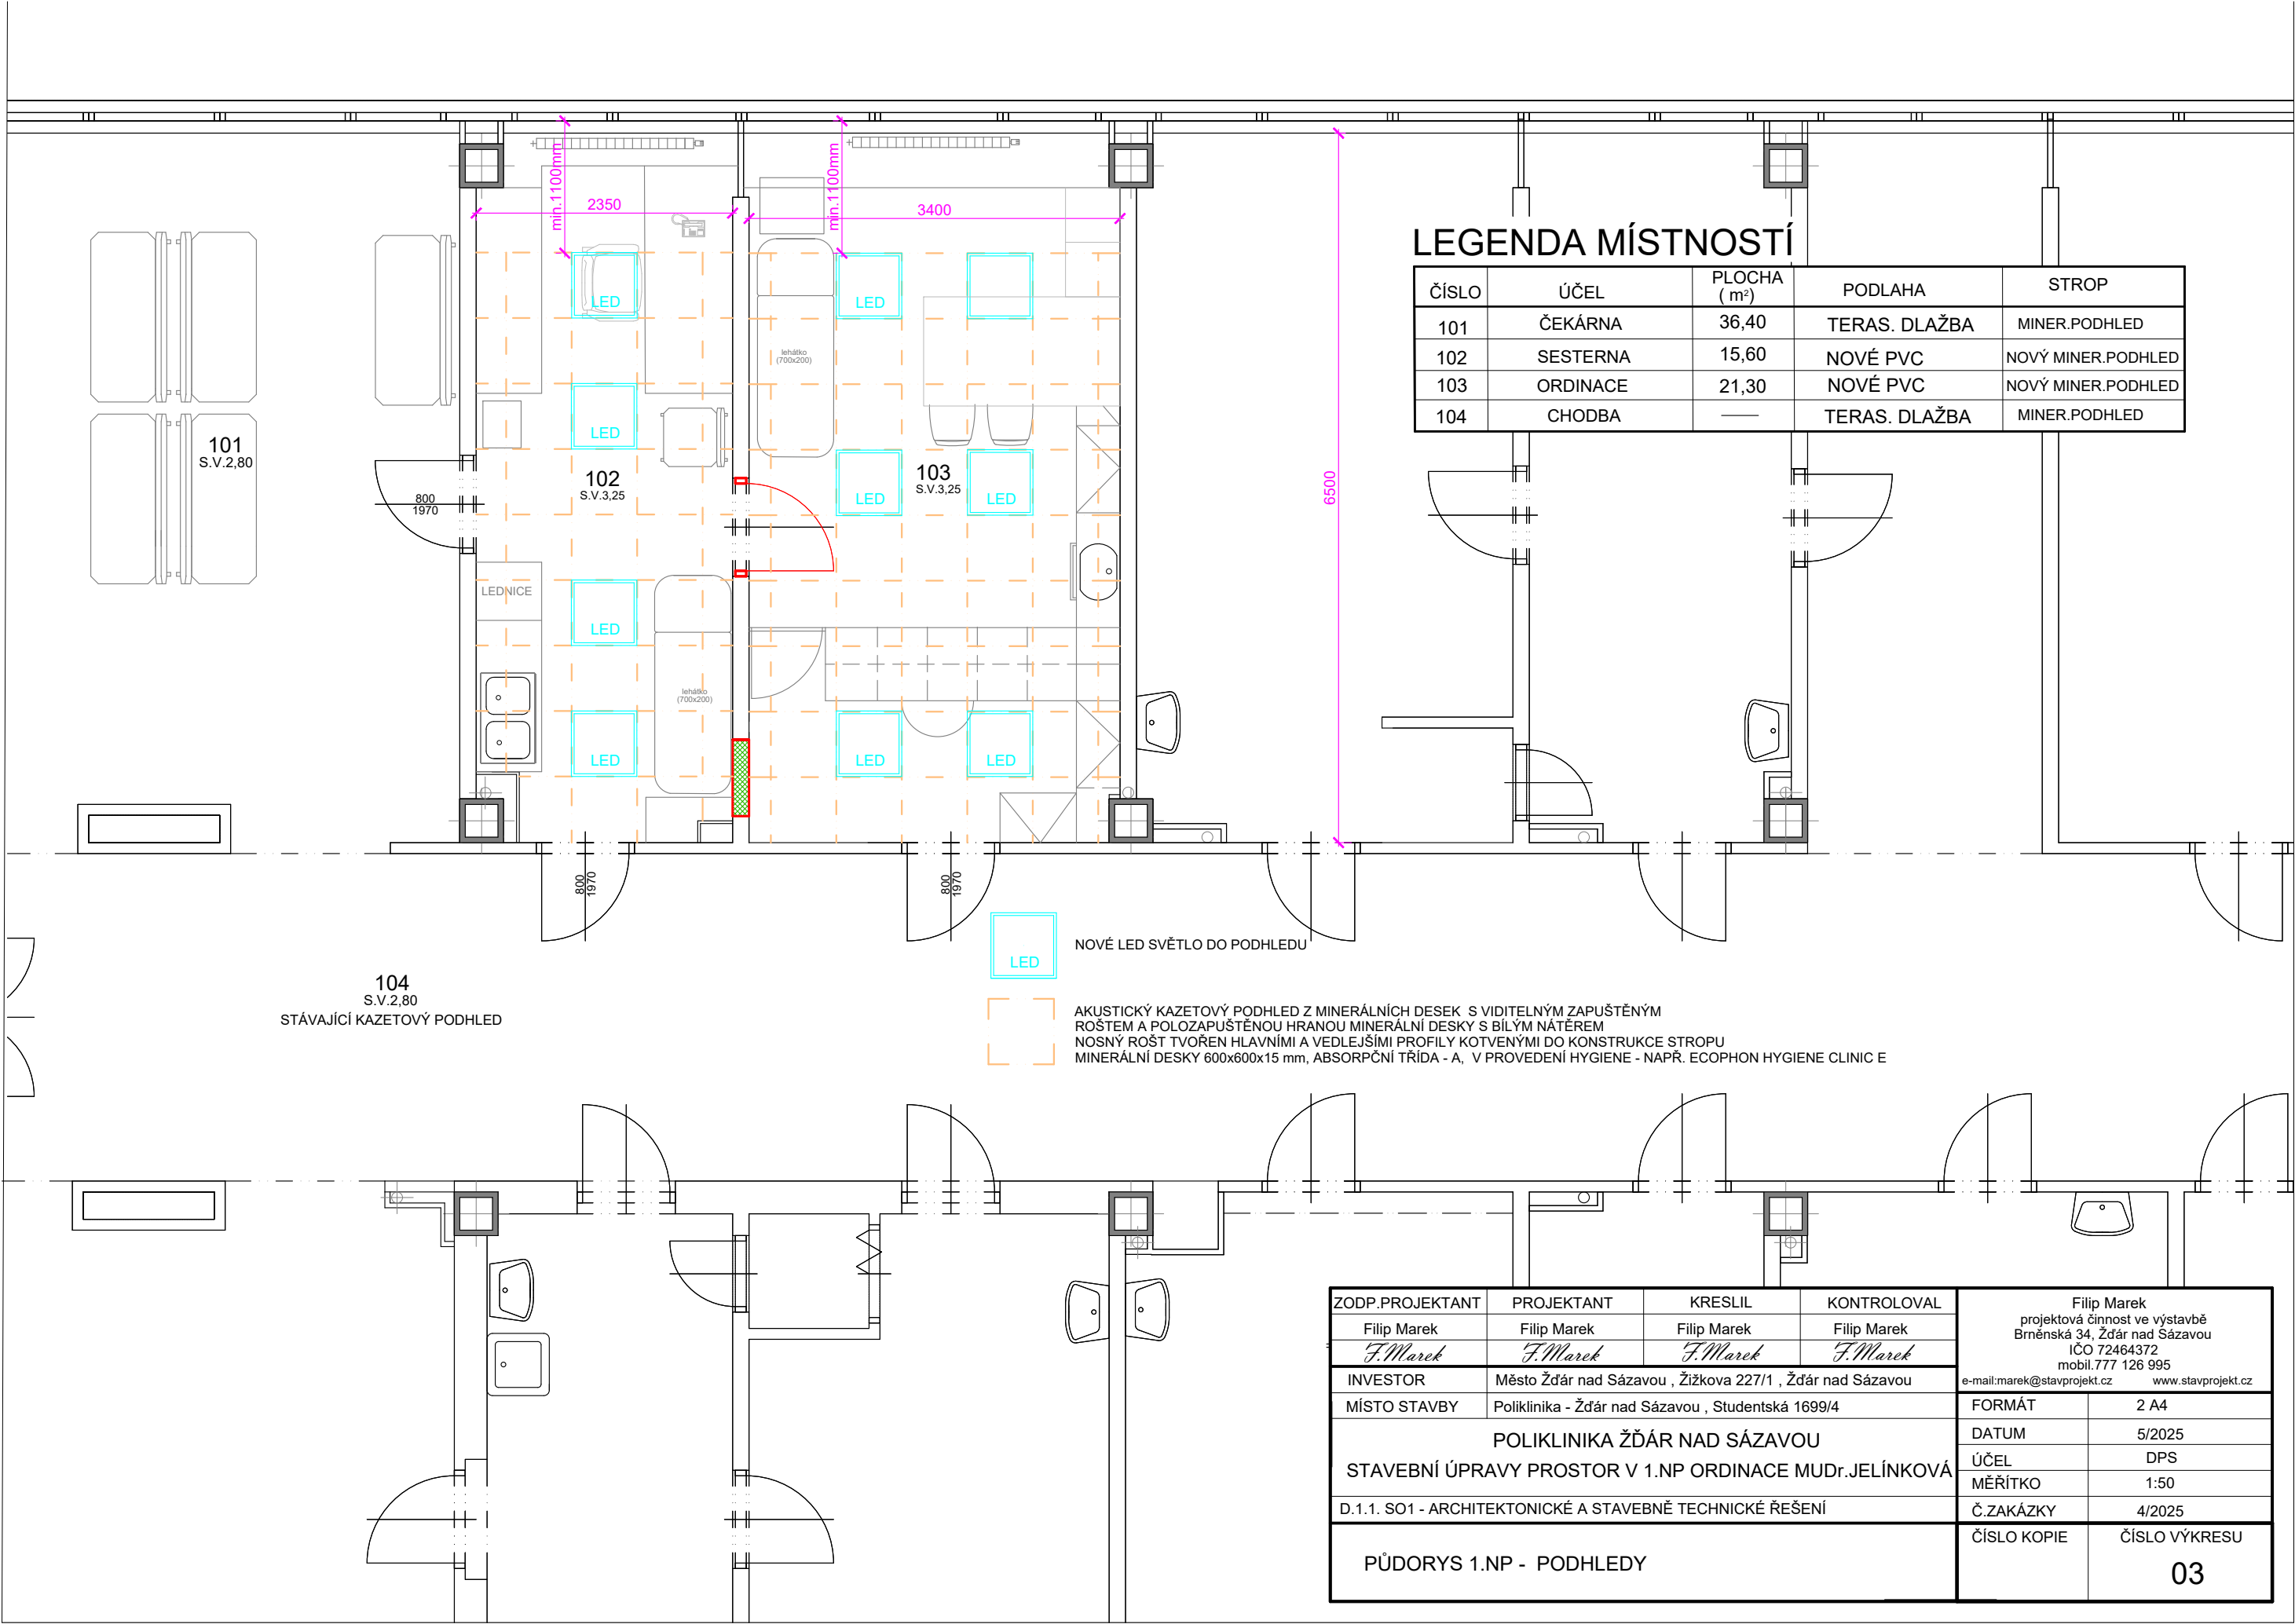 min.1100mm
2350
min.1100mm
3400
6500
LEGENDA MÍSTNOSTÍ
ČÍSLO ÚČEL PLOCHA ( m²) PODLAHA STROP
101 ČEKÁRNA 36,40 TERAS. DLAŽBA MINER.PODHLED
102 SESTERNA 15,60 NOVÉ PVC NOVÝ MINER.PODHLED
103 ORDINACE 21,30 NOVÉ PVC NOVÝ MINER.PODHLED
104 CHODBA —— TERAS. DLAŽBA MINER.PODHLED
LED
LED
lehátko
(700x200)
LED
101
S.V.2,80
800
1970
102
S.V.3,25
103
S.V.3,25
LED
LED
LEDNICE
LED
lehátko
(700x200)
LED
LED
LED
800
1970
800
1970
LED
NOVÉ LED SVĚTLO DO PODHLEDU
104
S.V.2,80
STÁVAJÍCÍ KAZETOVÝ PODHLED
AKUSTICKÝ KAZETOVÝ PODHLED Z MINERÁLNÍCH DESEK S VIDITELNÝM ZAPUŠTĚNÝM
ROŠTEM A POLOZAPUŠTĚNOU HRANOU MINERÁLNÍ DESKY S BÍLÝM NÁTĚREM
NOSNÝ ROŠT TVOŘEN HLAVNÍMI A VEDLEJŠÍMI PROFILY KOTVENÝMI DO KONSTRUKCE STROPU
MINERÁLNÍ DESKY 600x600x15 mm, ABSORPČNÍ TŘÍDA - A, V PROVEDENÍ HYGIENE - NAPŘ. ECOPHON HYGIENE CLINIC E
ZODP.PROJEKTANT PROJEKTANT KRESLIL KONTROLOVAL
Filip Marek Filip Marek Filip Marek Filip Marek
F.Marek F.Marek F.Marek F.Marek
INVESTOR Město Žďár nad Sázavou , Žižkova 227/1 , Žďár nad Sázavou
MÍSTO STAVBY Poliklinika - Žďár nad Sázavou , Studentská 1699/4
POLIKLINIKA ŽĎÁR NAD SÁZAVOU
STAVEBNÍ ÚPRAVY PROSTOR V 1.NP ORDINACE MUDr.JELÍNKOVÁ
D.1.1. SO1 - ARCHITEKTONICKÉ A STAVEBNĚ TECHNICKÉ ŘEŠENÍ
PŮDORYS 1.NP - PODHLEDY
Filip Marek
projektová činnost ve výstavbě
Brněnská 34, Žďár nad Sázavou
IČO 72464372
mobil.777 126 995
e-mail:marek@stavprojekt.cz www.stavprojekt.cz
FORMÁT 2 A4
DATUM 5/2025
ÚČEL DPS
MĚŘÍTKO 1:50
Č.ZAKÁZKY 4/2025
ČÍSLO KOPIE ČÍSLO VÝKRESU
03